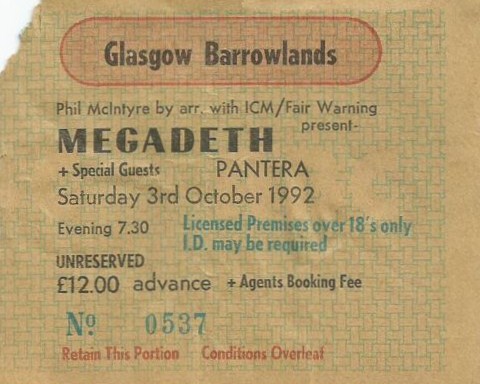 Glasgow Barrowlands
Phil McIntyre by arr. with ICM/Fair Warning
present-
MEGADETH
+ Special Guests PANTERA
Saturday 3rd October 1992
Evening 7.30 Licensed Premises over 18's only
I.D. may be required
UNRESERVED
£12.00 advance + Agents Booking Fee
Nº 0537
Retain This Portion Conditions Overleaf